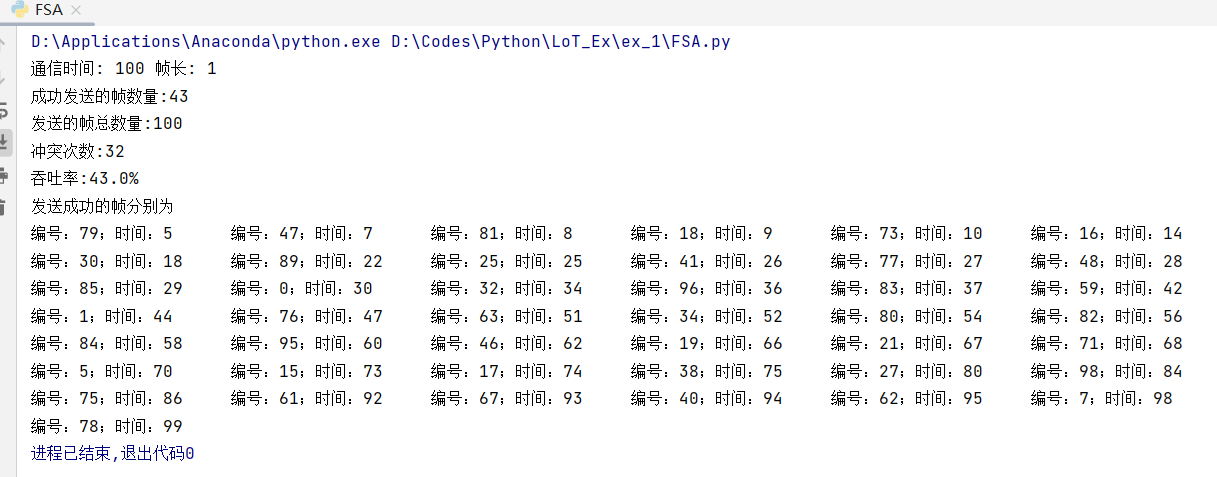 FSA
D:\Applications\Anaconda\python.exe D:\Codes\Python\LoT_Ex\ex_1\FSA.py
通信时间: 100 帧长: 1
成功发送的帧数量:43
发送的帧总数量:100
冲突次数:32
吞吐率:43.0%
发送成功的帧分别为
编号：79；时间：5 编号：47；时间：7 编号：81；时间：8 编号：18；时间：9 编号：73；时间：10 编号：16；时间：14
编号：30；时间：18 编号：89；时间：22 编号：25；时间：25 编号：41；时间：26 编号：77；时间：27 编号：48；时间：28
编号：85；时间：29 编号：0；时间：30 编号：32；时间：34 编号：96；时间：36 编号：83；时间：37 编号：59；时间：42
编号：1；时间：44 编号：76；时间：47 编号：63；时间：51 编号：34；时间：52 编号：80；时间：54 编号：82；时间：56
编号：84；时间：58 编号：95；时间：60 编号：46；时间：62 编号：19；时间：66 编号：21；时间：67 编号：71；时间：68
编号：5；时间：70 编号：15；时间：73 编号：17；时间：74 编号：38；时间：75 编号：27；时间：80 编号：98；时间：84
编号：75；时间：86 编号：61；时间：92 编号：67；时间：93 编号：40；时间：94 编号：62；时间：95 编号：7；时间：98
编号：78；时间：99
进程已结束,退出代码0